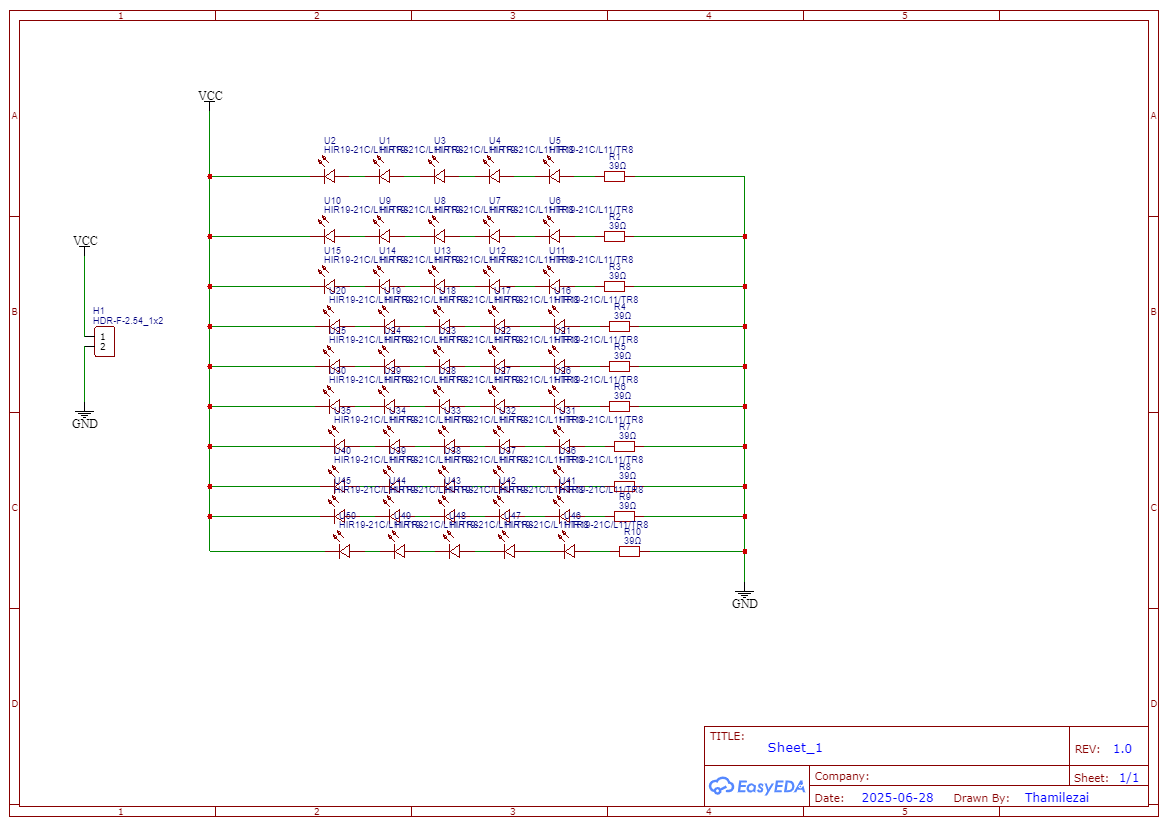 1 2 3 4 5
A A
VCC
U2 U1 U3 U4 U5
HIR19-21C/L11/TR8 HIR19-21C/L11/TR8 HIR19-21C/L11/TR8 HIR19-21C/L11/TR8 HIR19-21C/L11/TR8
R1
39Ω
U10 U9 U8 U7 U6
HIR19-21C/L11/TR8 HIR19-21C/L11/TR8 HIR19-21C/L11/TR8 HIR19-21C/L11/TR8 HIR19-21C/L11/TR8
R2
39Ω
VCC
U15 U14 U13 U12 U11
HIR19-21C/L11/TR8 HIR19-21C/L11/TR8 HIR19-21C/L11/TR8 HIR19-21C/L11/TR8 HIR19-21C/L11/TR8
R3
39Ω
U20 U19 U18 U17 U16
HIR19-21C/L11/TR8 HIR19-21C/L11/TR8 HIR19-21C/L11/TR8 HIR19-21C/L11/TR8 HIR19-21C/L11/TR8
R4
39Ω
B B
H1
HDR-F-2.54_1x2
1
2
U25 U24 U23 U22 U21
HIR19-21C/L11/TR8 HIR19-21C/L11/TR8 HIR19-21C/L11/TR8 HIR19-21C/L11/TR8 HIR19-21C/L11/TR8
R5
39Ω
U30 U29 U28 U27 U26
HIR19-21C/L11/TR8 HIR19-21C/L11/TR8 HIR19-21C/L11/TR8 HIR19-21C/L11/TR8 HIR19-21C/L11/TR8
R6
39Ω
GND
U35 U34 U33 U32 U31
HIR19-21C/L11/TR8 HIR19-21C/L11/TR8 HIR19-21C/L11/TR8 HIR19-21C/L11/TR8 HIR19-21C/L11/TR8
R7
39Ω
U40 U39 U38 U37 U36
HIR19-21C/L11/TR8 HIR19-21C/L11/TR8 HIR19-21C/L11/TR8 HIR19-21C/L11/TR8 HIR19-21C/L11/TR8
R8
39Ω
U45 U44 U43 U42 U41
HIR19-21C/L11/TR8 HIR19-21C/L11/TR8 HIR19-21C/L11/TR8 HIR19-21C/L11/TR8 HIR19-21C/L11/TR8
R9
39Ω
C C
U50 U49 U48 U47 U46
HIR19-21C/L11/TR8 HIR19-21C/L11/TR8 HIR19-21C/L11/TR8 HIR19-21C/L11/TR8 HIR19-21C/L11/TR8
R10
39Ω
GND
D D
TITLE:
Sheet_1
REV: 1.0
EasyEDA
Company:
Sheet: 1/1
Date: 2025-06-28 Drawn By: Thamilezai
1 2 3 4 5